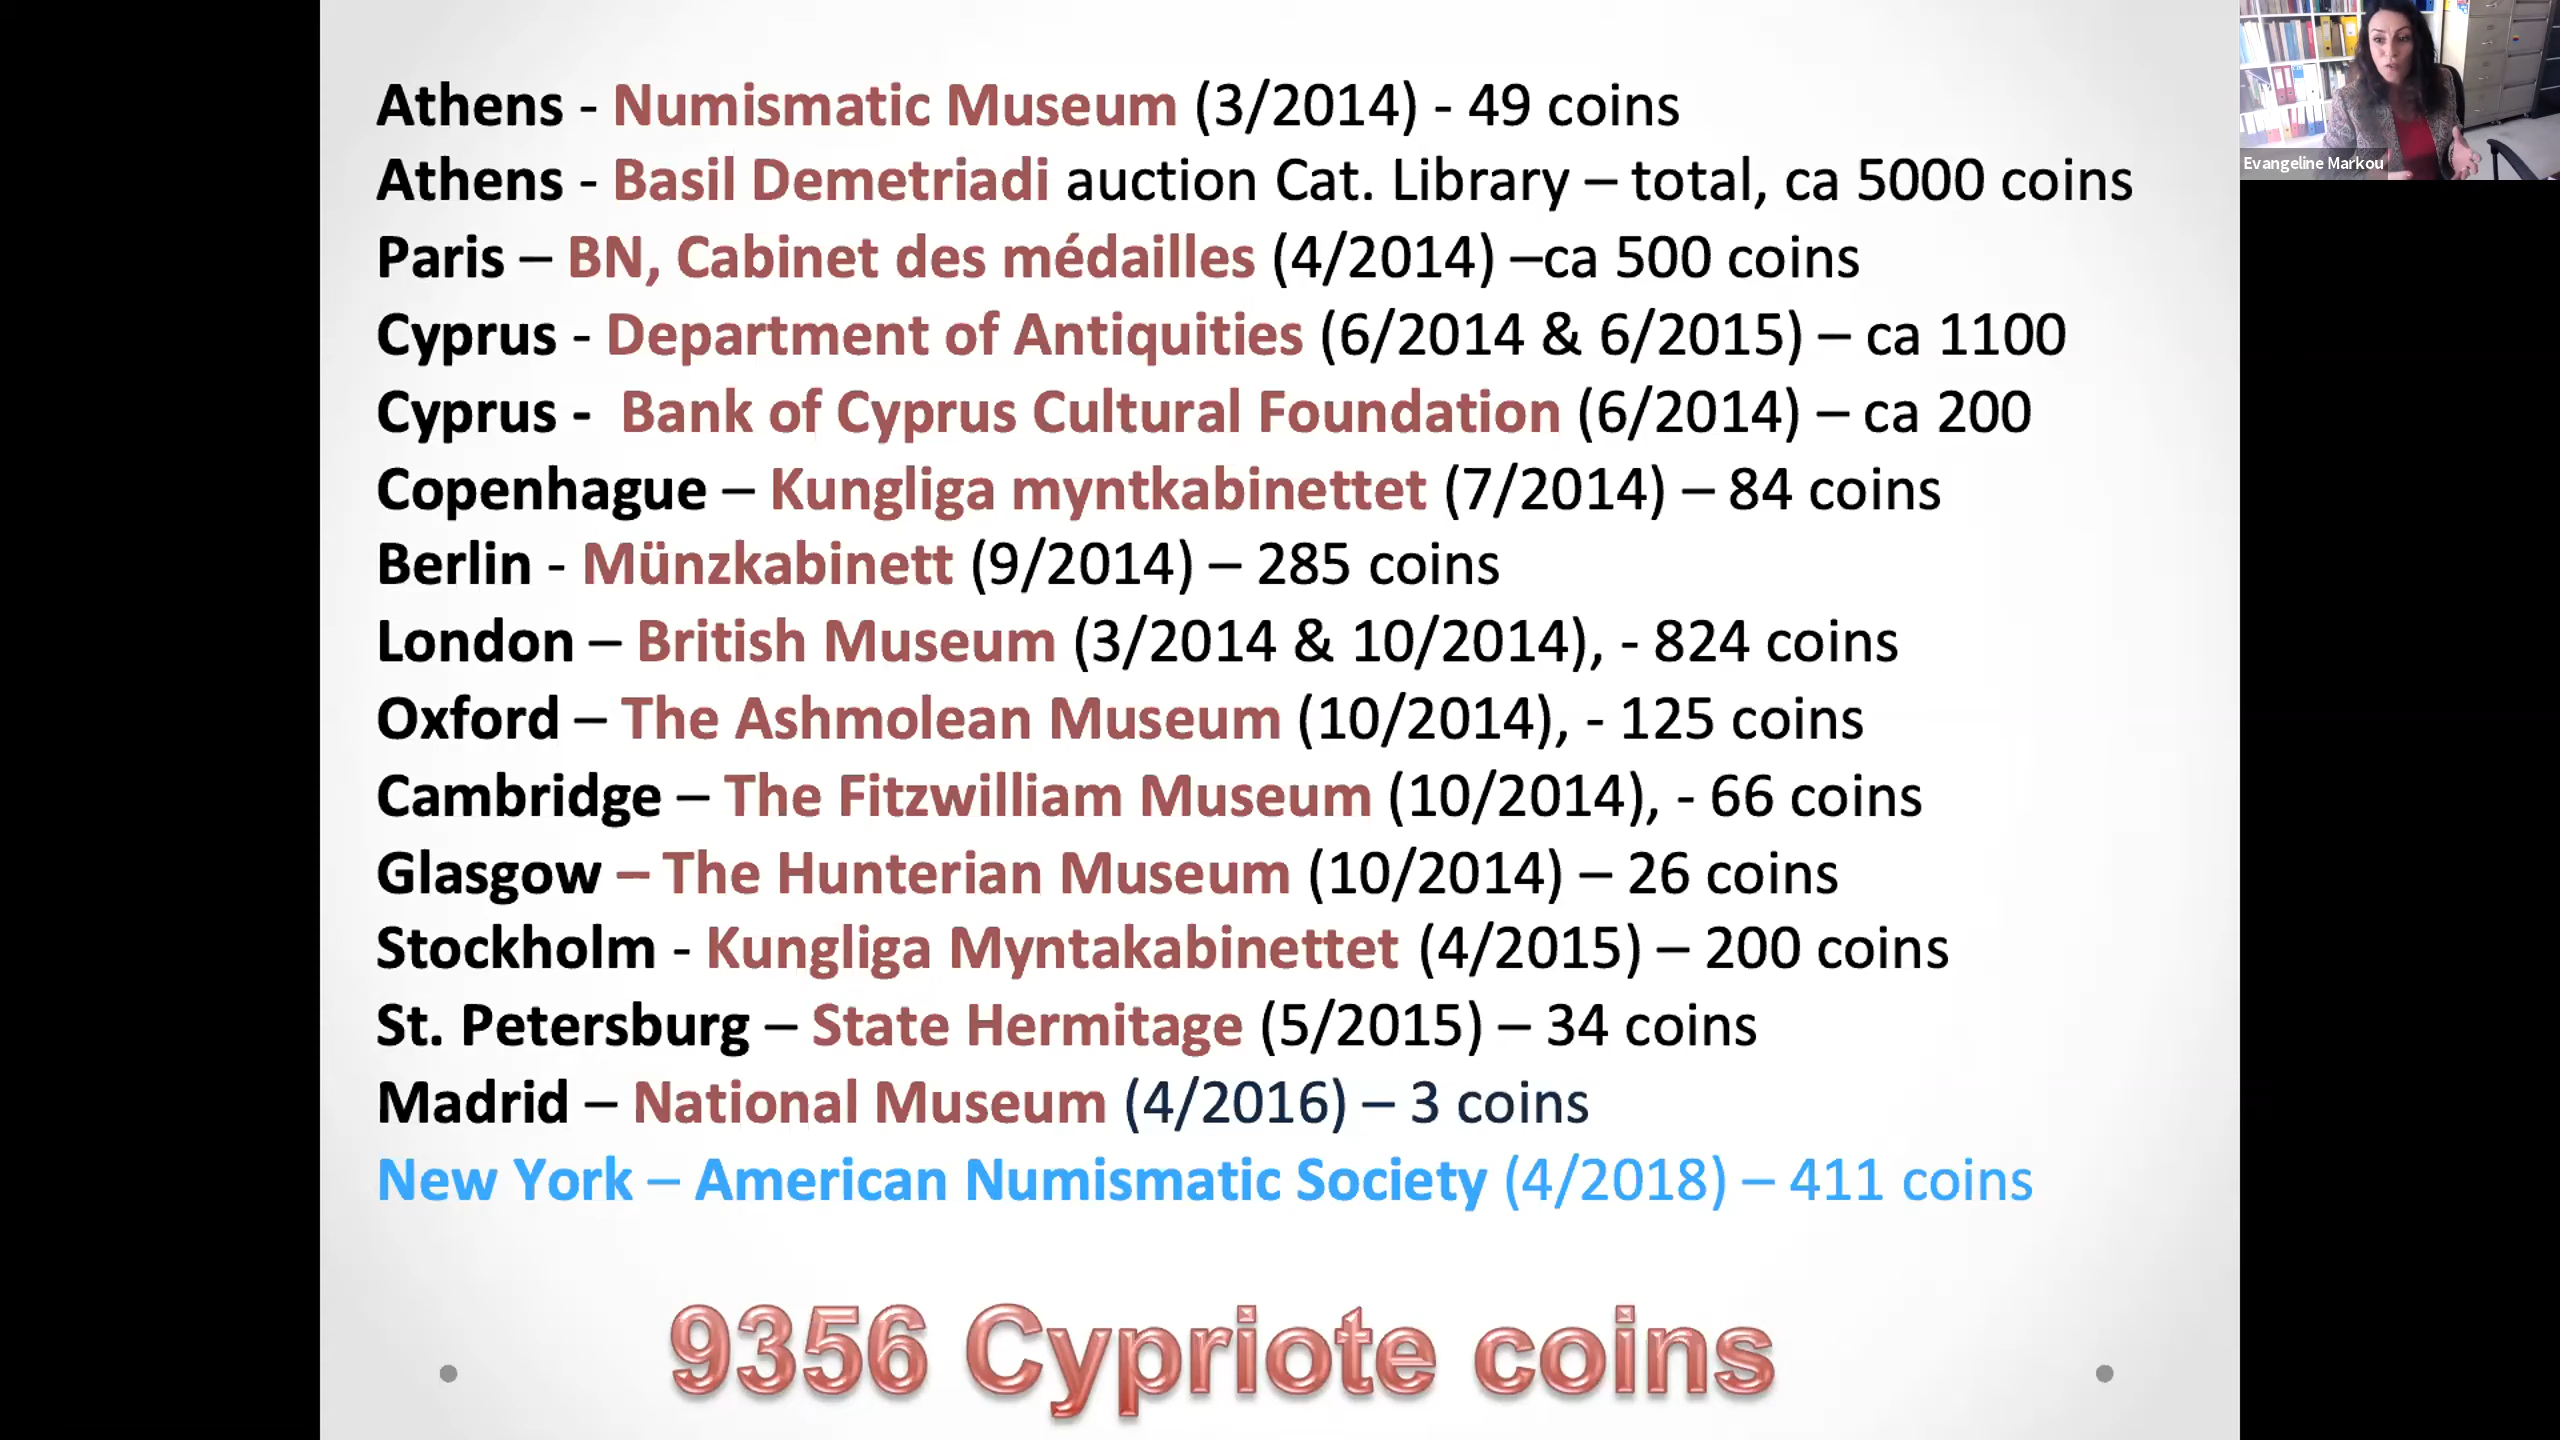 Athens - Numismatic Museum (3/2014) - 49 coins
Athens - Basil Demetriadi auction Cat. Library – total, ca 5000 coins
Paris – BN, Cabinet des médailles (4/2014) –ca 500 coins
Cyprus - Department of Antiquities (6/2014 & 6/2015) – ca 1100
Cyprus - Bank of Cyprus Cultural Foundation (6/2014) – ca 200
Copenhague – Kungliga myntkabinettet (7/2014) – 84 coins
Berlin - Münzkabinett (9/2014) – 285 coins
London – British Museum (3/2014 & 10/2014), - 824 coins
Oxford – The Ashmolean Museum (10/2014), - 125 coins
Cambridge – The Fitzwilliam Museum (10/2014), - 66 coins
Glasgow – The Hunterian Museum (10/2014) – 26 coins
Stockholm - Kungliga Myntakabinettet (4/2015) – 200 coins
St. Petersburg – State Hermitage (5/2015) – 34 coins
Madrid – National Museum (4/2016) – 3 coins
New York – American Numismatic Society (4/2018) – 411 coins
9356 Cypriote coins
Evangeline Markou